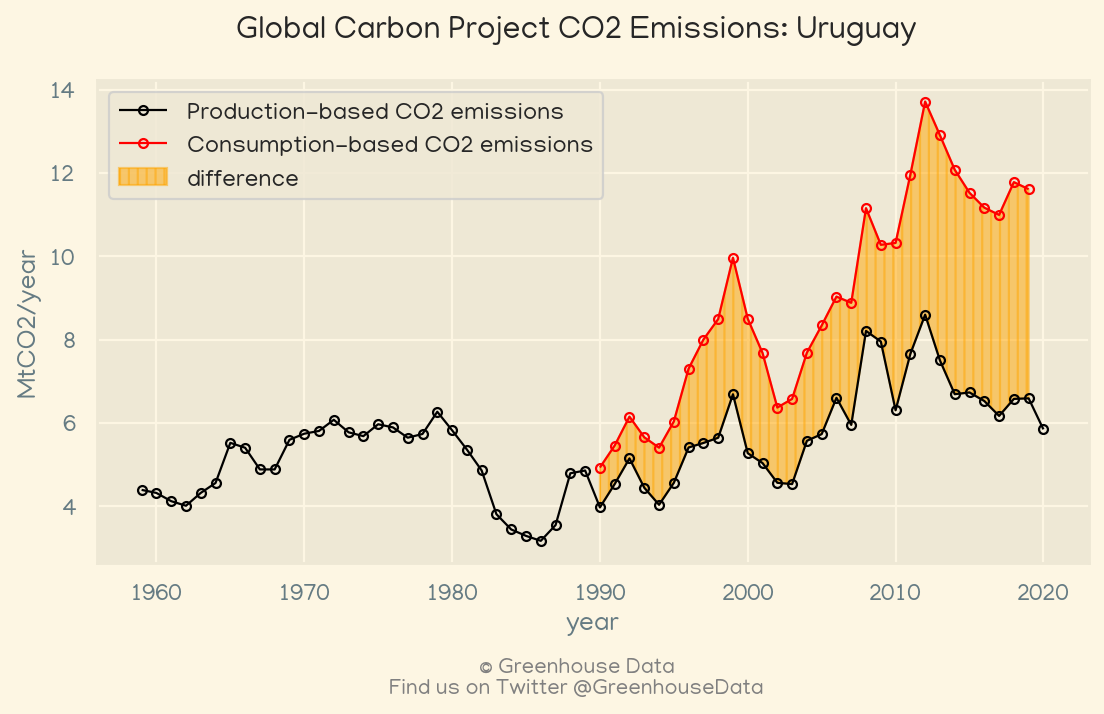 Global Carbon Project CO2 Emissions: Uruguay
14
12
10
8
6
4
MtCO2/year
Production-based CO2 emissions
Consumption-based CO2 emissions
difference
1960 1970 1980 1990 2000 2010 2020
year
© Greenhouse Data
Find us on Twitter @GreenhouseData